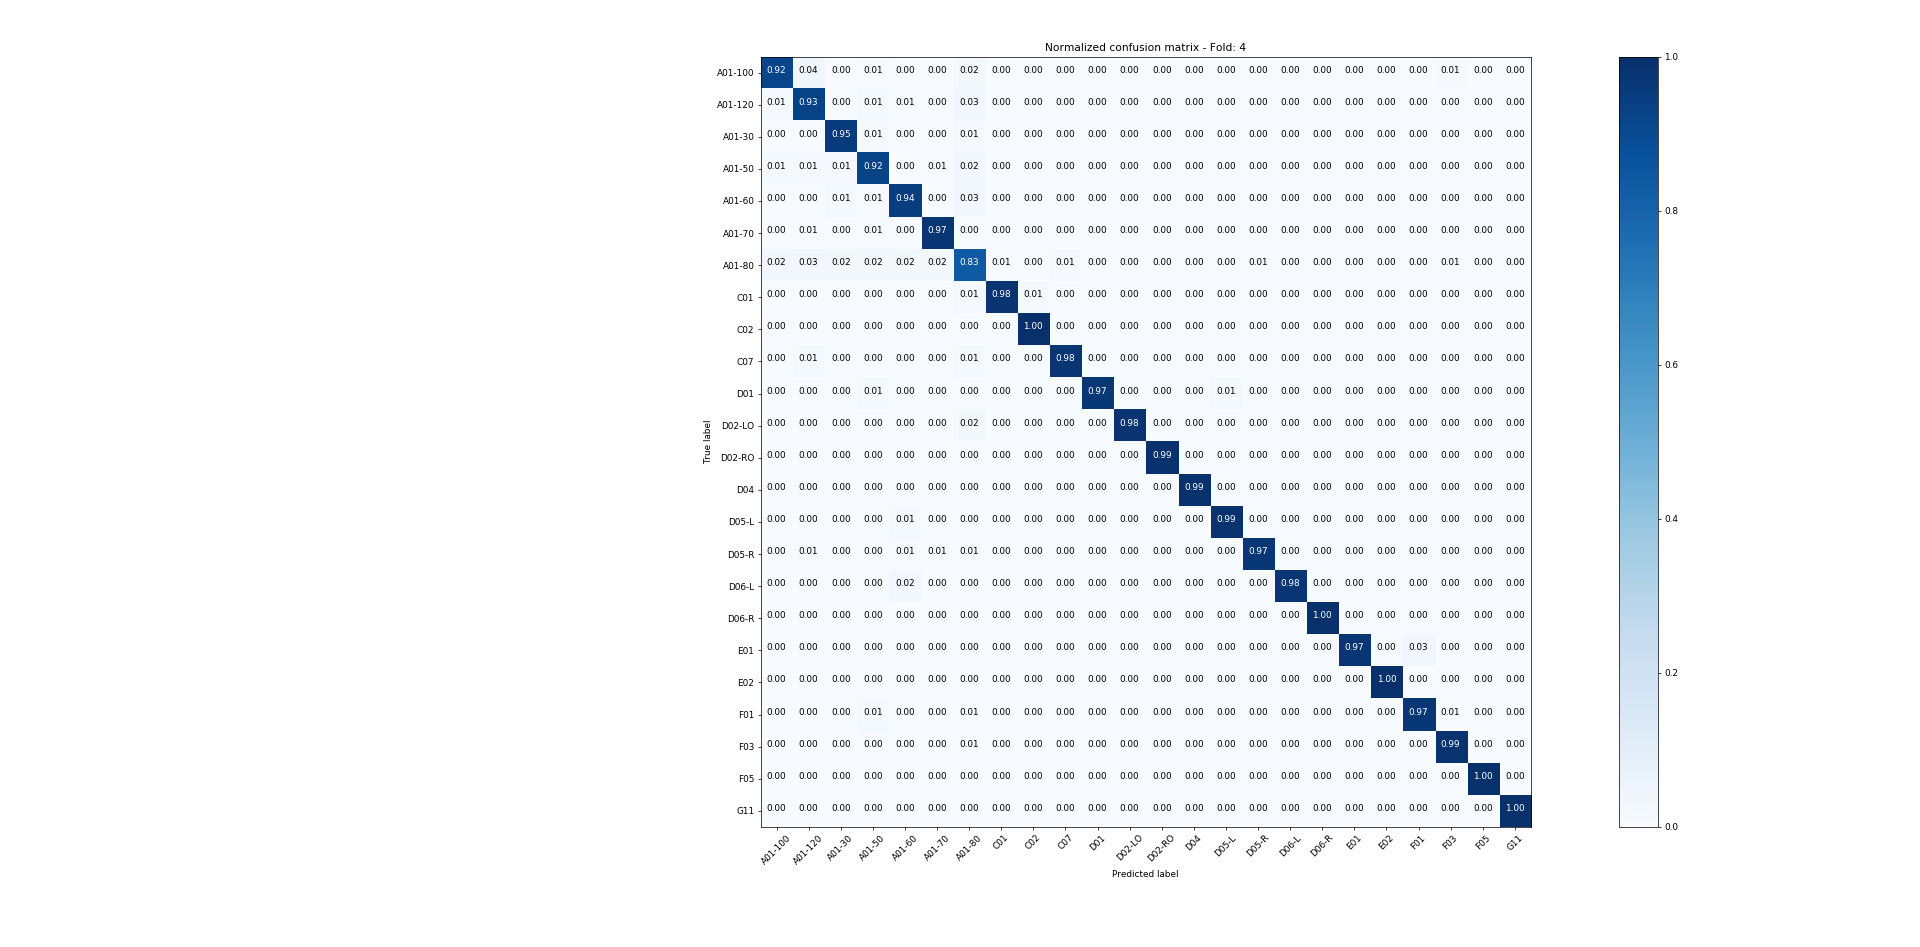 Normalized confusion matrix - Fold: 4
A01-100 0.92 0.04 0.00 0.01 0.00 0.00 0.02 0.00 0.00 0.00 0.00 0.00 0.00 0.00 0.00 0.00 0.00 0.00 0.00 0.00 0.00 0.01 0.00 0.00
A01-120 0.01 0.93 0.00 0.01 0.01 0.00 0.03 0.00 0.00 0.00 0.00 0.00 0.00 0.00 0.00 0.00 0.00 0.00 0.00 0.00 0.00 0.00 0.00 0.00
A01-30 0.00 0.00 0.95 0.01 0.00 0.00 0.01 0.00 0.00 0.00 0.00 0.00 0.00 0.00 0.00 0.00 0.00 0.00 0.00 0.00 0.00 0.00 0.00 0.00
A01-50 0.01 0.01 0.01 0.92 0.00 0.01 0.02 0.00 0.00 0.00 0.00 0.00 0.00 0.00 0.00 0.00 0.00 0.00 0.00 0.00 0.00 0.00 0.00 0.00
A01-60 0.00 0.00 0.01 0.01 0.94 0.00 0.03 0.00 0.00 0.00 0.00 0.00 0.00 0.00 0.00 0.00 0.00 0.00 0.00 0.00 0.00 0.00 0.00 0.00
A01-70 0.00 0.01 0.00 0.01 0.00 0.97 0.00 0.00 0.00 0.00 0.00 0.00 0.00 0.00 0.00 0.00 0.00 0.00 0.00 0.00 0.00 0.00 0.00 0.00
A01-80 0.02 0.03 0.02 0.02 0.02 0.02 0.83 0.01 0.00 0.01 0.00 0.00 0.00 0.00 0.00 0.01 0.00 0.00 0.00 0.00 0.00 0.01 0.00 0.00
C01 0.00 0.00 0.00 0.00 0.00 0.00 0.01 0.98 0.01 0.00 0.00 0.00 0.00 0.00 0.00 0.00 0.00 0.00 0.00 0.00 0.00 0.00 0.00 0.00
C02 0.00 0.00 0.00 0.00 0.00 0.00 0.00 0.00 1.00 0.00 0.00 0.00 0.00 0.00 0.00 0.00 0.00 0.00 0.00 0.00 0.00 0.00 0.00 0.00
C07 0.00 0.01 0.00 0.00 0.00 0.00 0.01 0.00 0.00 0.98 0.00 0.00 0.00 0.00 0.00 0.00 0.00 0.00 0.00 0.00 0.00 0.00 0.00 0.00
D01 0.00 0.00 0.00 0.01 0.00 0.00 0.00 0.00 0.00 0.00 0.97 0.00 0.00 0.00 0.01 0.00 0.00 0.00 0.00 0.00 0.00 0.00 0.00 0.00
D02-LO 0.00 0.00 0.00 0.00 0.00 0.00 0.02 0.00 0.00 0.00 0.00 0.98 0.00 0.00 0.00 0.00 0.00 0.00 0.00 0.00 0.00 0.00 0.00 0.00
D02-RO 0.00 0.00 0.00 0.00 0.00 0.00 0.00 0.00 0.00 0.00 0.00 0.00 0.99 0.00 0.00 0.00 0.00 0.00 0.00 0.00 0.00 0.00 0.00 0.00
D04 0.00 0.00 0.00 0.00 0.00 0.00 0.00 0.00 0.00 0.00 0.00 0.00 0.00 0.99 0.00 0.00 0.00 0.00 0.00 0.00 0.00 0.00 0.00 0.00
D05-L 0.00 0.00 0.00 0.00 0.01 0.00 0.00 0.00 0.00 0.00 0.00 0.00 0.00 0.00 0.99 0.00 0.00 0.00 0.00 0.00 0.00 0.00 0.00 0.00
D05-R 0.00 0.01 0.00 0.00 0.01 0.01 0.01 0.00 0.00 0.00 0.00 0.00 0.00 0.00 0.00 0.97 0.00 0.00 0.00 0.00 0.00 0.00 0.00 0.00
D06-L 0.00 0.00 0.00 0.00 0.02 0.00 0.00 0.00 0.00 0.00 0.00 0.00 0.00 0.00 0.00 0.00 0.98 0.00 0.00 0.00 0.00 0.00 0.00 0.00
D06-R 0.00 0.00 0.00 0.00 0.00 0.00 0.00 0.00 0.00 0.00 0.00 0.00 0.00 0.00 0.00 0.00 0.00 1.00 0.00 0.00 0.00 0.00 0.00 0.00
E01 0.00 0.00 0.00 0.00 0.00 0.00 0.00 0.00 0.00 0.00 0.00 0.00 0.00 0.00 0.00 0.00 0.00 0.00 0.97 0.00 0.03 0.00 0.00 0.00
E02 0.00 0.00 0.00 0.00 0.00 0.00 0.00 0.00 0.00 0.00 0.00 0.00 0.00 0.00 0.00 0.00 0.00 0.00 0.00 1.00 0.00 0.00 0.00 0.00
F01 0.00 0.00 0.00 0.01 0.00 0.00 0.01 0.00 0.00 0.00 0.00 0.00 0.00 0.00 0.00 0.00 0.00 0.00 0.00 0.00 0.97 0.01 0.00 0.00
F03 0.00 0.00 0.00 0.00 0.00 0.00 0.01 0.00 0.00 0.00 0.00 0.00 0.00 0.00 0.00 0.00 0.00 0.00 0.00 0.00 0.00 0.99 0.00 0.00
F05 0.00 0.00 0.00 0.00 0.00 0.00 0.00 0.00 0.00 0.00 0.00 0.00 0.00 0.00 0.00 0.00 0.00 0.00 0.00 0.00 0.00 0.00 1.00 0.00
G11 0.00 0.00 0.00 0.00 0.00 0.00 0.00 0.00 0.00 0.00 0.00 0.00 0.00 0.00 0.00 0.00 0.00 0.00 0.00 0.00 0.00 0.00 0.00 1.00
A01-100 A01-120 A01-30 A01-50 A01-60 A01-70 A01-80 C01 C02 C07 D01 D02-LO D02-RO D04 D05-L D05-R D06-L D06-R E01 E02 F01 F03 F05 G11
Predicted label
True label
1.0
0.8
0.6
0.4
0.2
0.0